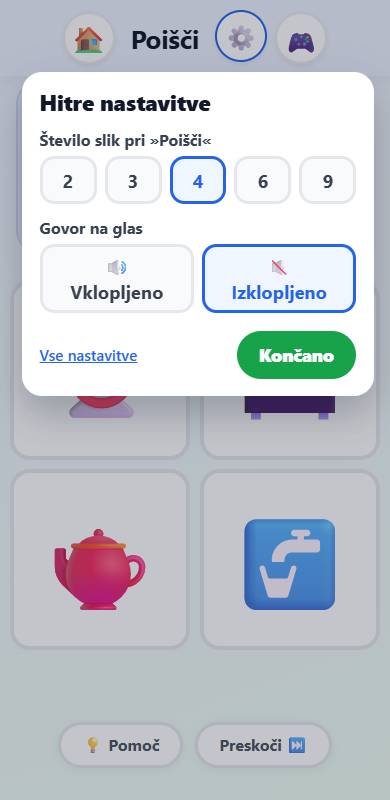 Poišči
Hitre nastavitve
Število slik pri »Poišči«
2 3 4 6 9
Govor na glas
Vklopljeno Izklopljeno
Vse nastavitve Končano
Pomoč Preskoči